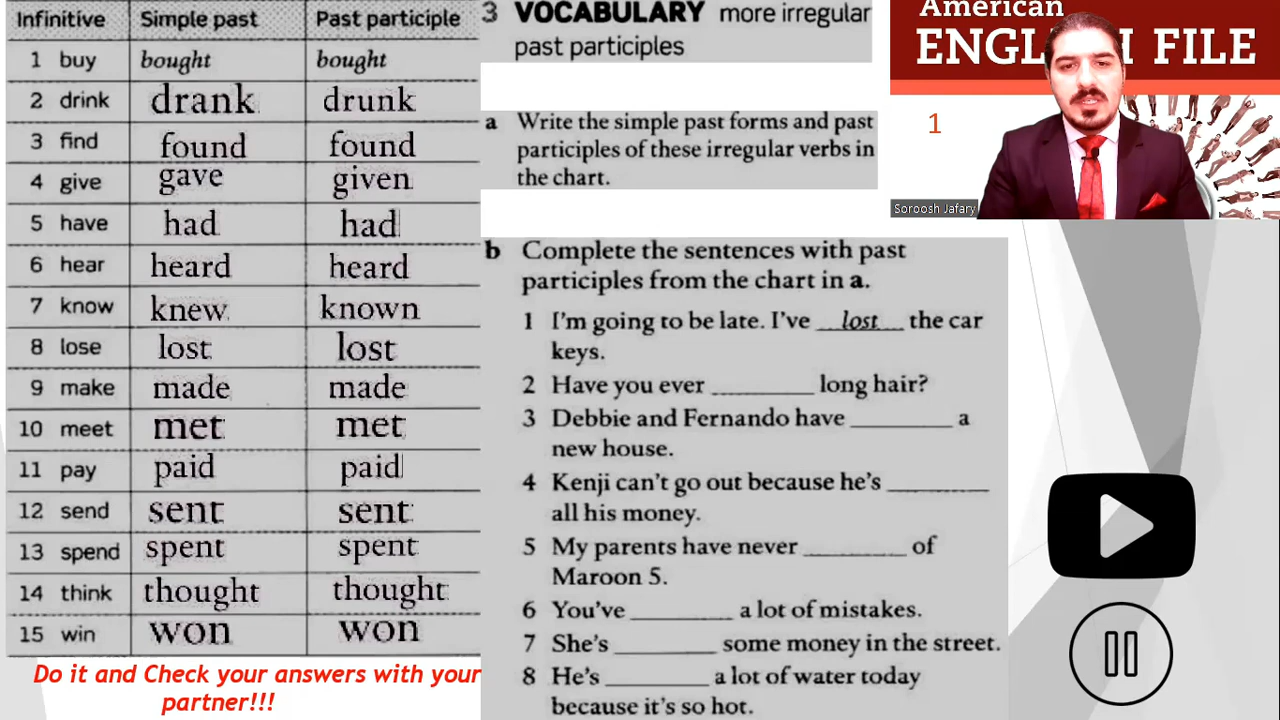 Infinitive Simple past Past participle
1 buy bought bought
2 drink drank drunk
3 find found found
4 give gave given
5 have had had
6 hear heard heard
7 know knew known
8 lose lost lost
9 make made made
10 meet met met
11 pay paid paid
12 send sent sent
13 spend spent spent
14 think thought thought
15 win won won
Do it and Check your answers with your
partner!!!
3 VOCABULARY more irregular
past participles
a Write the simple past forms and past
participles of these irregular verbs in
the chart.
b Complete the sentences with past
participles from the chart in a.
1 I'm going to be late. I've lost the car
keys.
2 Have you ever ________ long hair?
3 Debbie and Fernando have ________ a
new house.
4 Kenji can't go out because he's ________
all his money.
5 My parents have never ________ of
Maroon 5.
6 You've ________ a lot of mistakes.
7 She's ________ some money in the street.
8 He's ________ a lot of water today
because it's so hot.
American
ENGLISH FILE
1
Soroosh Jafary